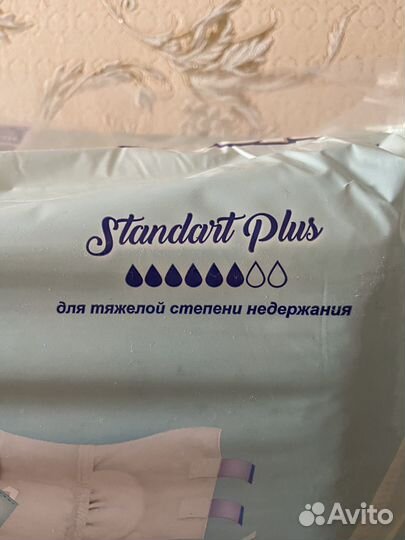 Standart Plus
для тяжелой степени недержания
Avito